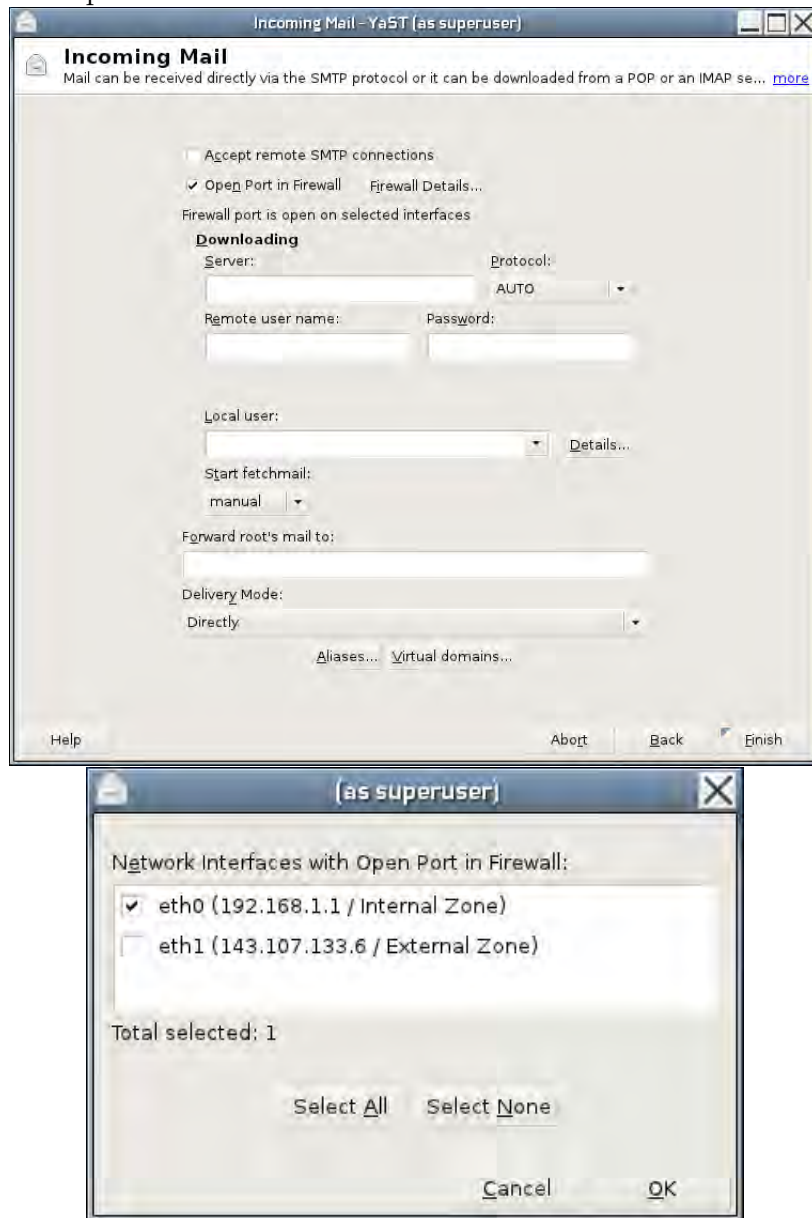 Incoming Mail - YaST (as superuser)
Incoming Mail
Mail can be received directly via the SMTP protocol or it can be downloaded from a POP or an IMAP se... more
Accept remote SMTP connections
Open Port in Firewall Firewall Details...
Firewall port is open on selected interfaces
Downloading
Server: Protocol:
AUTO
Remote user name: Password:
Local user:
Details...
Start fetchmail:
manual
Forward root's mail to:
Delivery Mode:
Directly
Aliases... Virtual domains...
Help Abort Back Finish
(as superuser)
Network Interfaces with Open Port in Firewall:
eth0 (192.168.1.1 / Internal Zone)
eth1 (143.107.133.6 / External Zone)
Total selected: 1
Select All Select None
Cancel OK